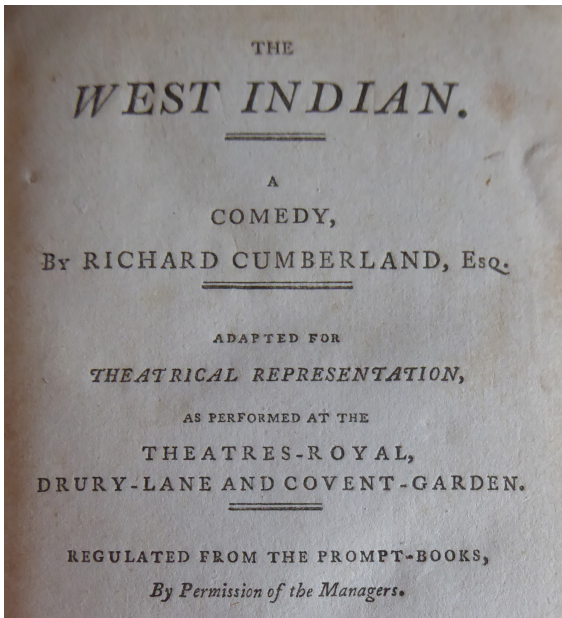 THE
WEST INDIAN.
A
COMEDY,
By RICHARD CUMBERLAND, Esq.
ADAPTED FOR
THEATRICAL REPRESENTATION,
AS PERFORMED AT THE
THEATRES-ROYAL,
DRURY-LANE AND COVENT-GARDEN.
REGULATED FROM THE PROMPT-BOOKS,
By Permission of the Managers.